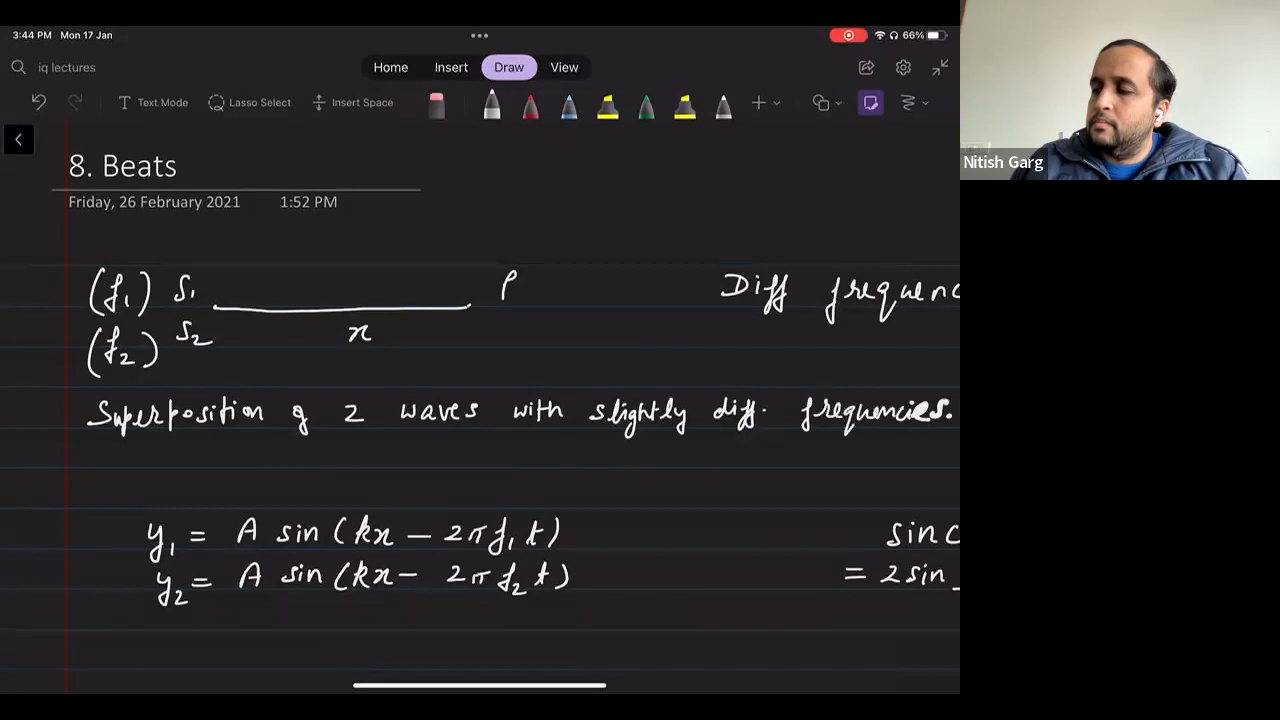 3:44 PM Mon 17 Jan
66%
iq lectures
Home Insert Draw View
Text Mode Lasso Select Insert Space
8. Beats
Friday, 26 February 2021 1:52 PM
(f₁) S₁ P Diff frequenc
(f₂) S₂ x
Superposition of 2 waves with slightly diff. frequencies.
y₁ = A sin (kx – 2πf₁t) sin C
y₂ = A sin (kx – 2πf₂t) = 2 sin
Nitish Garg